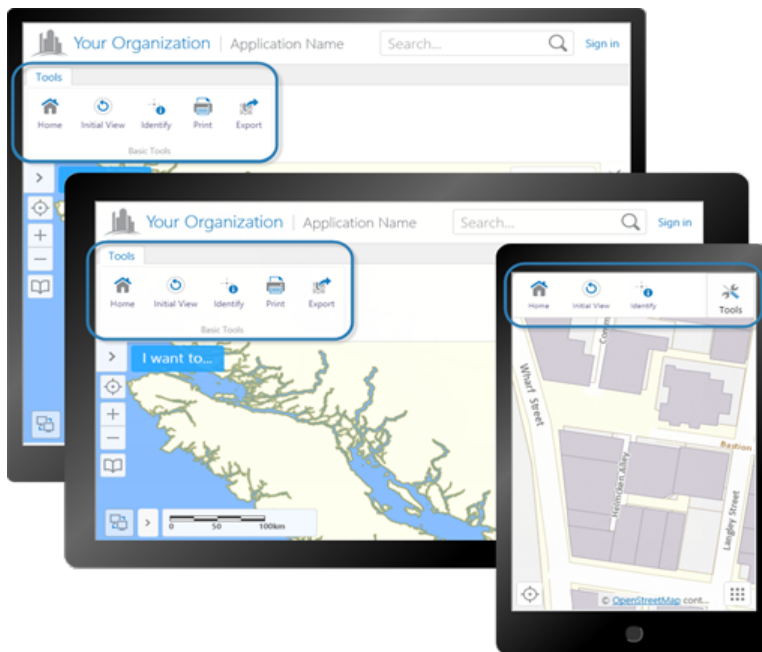 Your Organization | Application Name
Search...
Sign in
Tools
Home Initial View Identify Print Export
Basic Tools
Your Organization | Application Name
Search...
Sign in
Tools
Home Initial View Identify Print Export
Basic Tools
I want to...
0 50 100km
Home Initial View Identify Tools
Wharf Street
Bastion
Helmcken Alley
Langley Street
© OpenStreetMap cont...